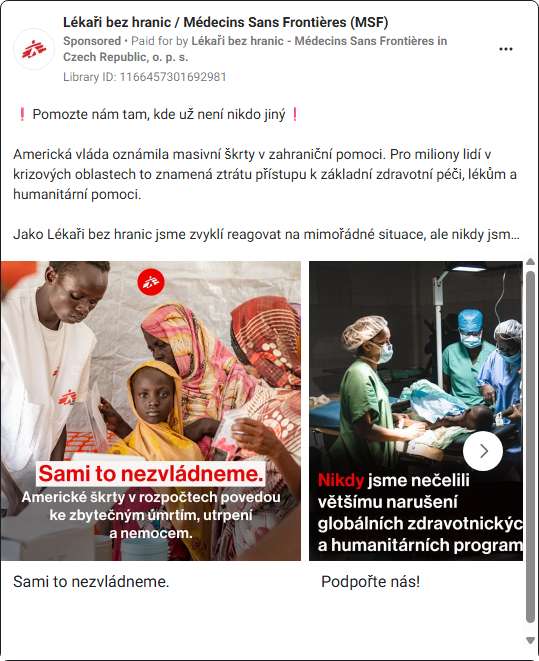 Lékaři bez hranic / Médecins Sans Frontières (MSF)
Sponsored • Paid for by Lékaři bez hranic - Médecins Sans Frontières in
Czech Republic, o. p. s.
Library ID: 1166457301692981
❗ Pomozte nám tam, kde už není nikdo jiný ❗
Americká vláda oznámila masivní škrty v zahraniční pomoci. Pro miliony lidí v
krizových oblastech to znamená ztrátu přístupu k základní zdravotní péči, lékům a
humanitární pomoci.
Jako Lékaři bez hranic jsme zvyklí reagovat na mimořádné situace, ale nikdy jsm...
Sami to nezvládneme.
Americké škrty v rozpočtech povedou
ke zbytečným úmrtím, utrpení
a nemocem.
Nikdy jsme nečelili
většímu narušení
globálních zdravotnickýc
a humanitárních program
Sami to nezvládneme.
Podpořte nás!